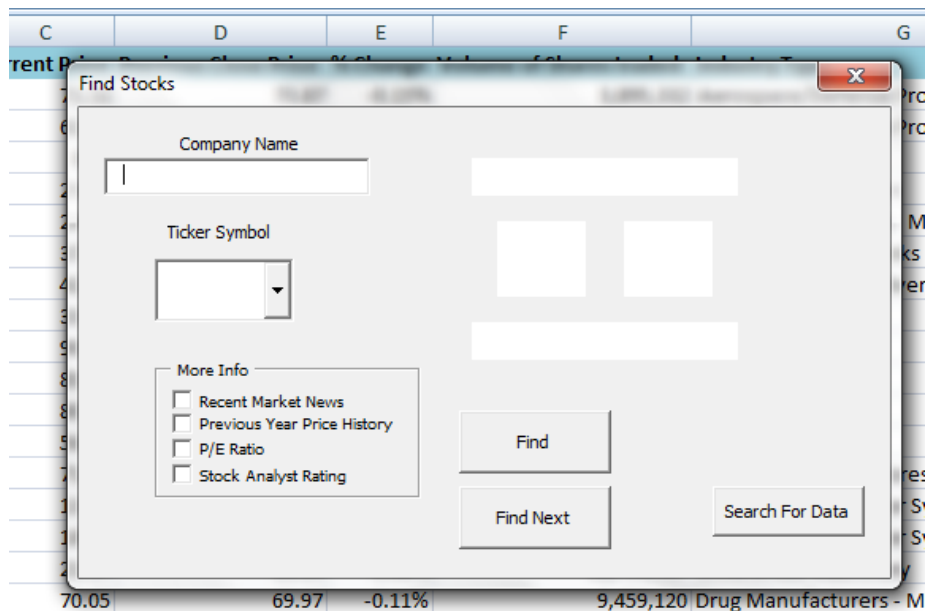 C D E F G
Find Stocks
X
Company Name
Ticker Symbol
More Info
Recent Market News
Previous Year Price History
P/E Ratio
Stock Analyst Rating
Find
Find Next
Search For Data
70.05 69.97 -0.11% 9,459,120 Drug Manufacturers - M